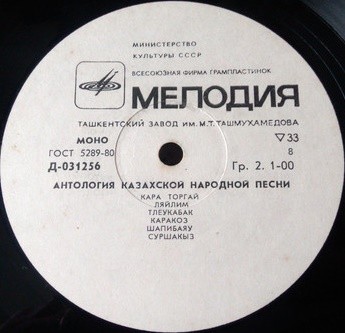 МИНИСТЕРСТВО
КУЛЬТУРЫ СССР
ВСЕСОЮЗНАЯ ФИРМА ГРАМПЛАСТИНОК
МЕЛОДИЯ
ТАШКЕНТСКИЙ ЗАВОД ИМ. М.Т. ТАШМУХАМЕДОВА
МОНО ▽33
ГОСТ 5289-80 8
Д-031256 Гр. 2. 1-00
АНТОЛОГИЯ КАЗАХСКОЙ НАРОДНОЙ ПЕСНИ
КАРА ТОРГАЙ
ЛЯЙЛИМ
ТЛЕУКАБАК
КАРАКОЗ
ШАПИБАЯУ
СУРШАКЫЗ